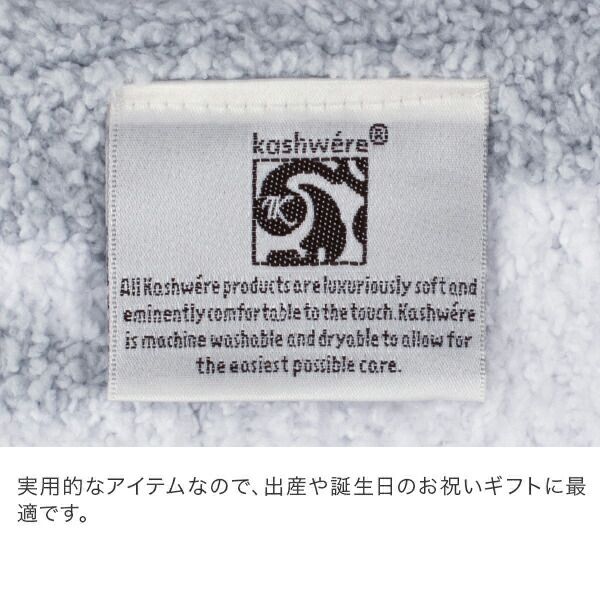 kashwére®
K
All Kashwére products are luxuriously soft and
eminently comfortable to the touch. Kashwére
is machine washable and dryable to allow for
the easiest possible care.
実用的なアイテムなので、出産や誕生日のお祝いギフトに最
適です。